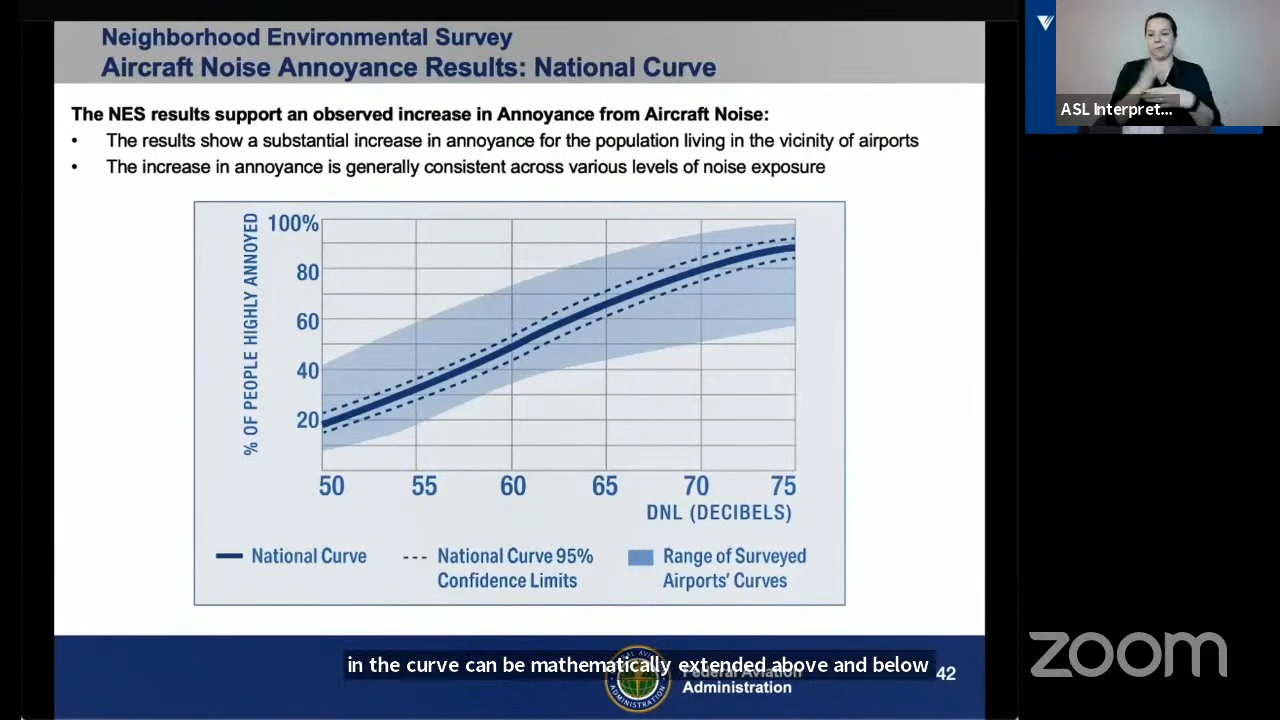 Neighborhood Environmental Survey
Aircraft Noise Annoyance Results: National Curve
ASL Interpret...
The NES results support an observed increase in Annoyance from Aircraft Noise:
• The results show a substantial increase in annoyance for the population living in the vicinity of airports
• The increase in annoyance is generally consistent across various levels of noise exposure
% OF PEOPLE HIGHLY ANNOYED
100%
80
60
40
20
50 55 60 65 70 75
DNL (DECIBELS)
National Curve
National Curve 95%
Confidence Limits
Range of Surveyed
Airports' Curves
in the curve can be mathematically extended above and below
Federal Aviation
Administration
42
zoom